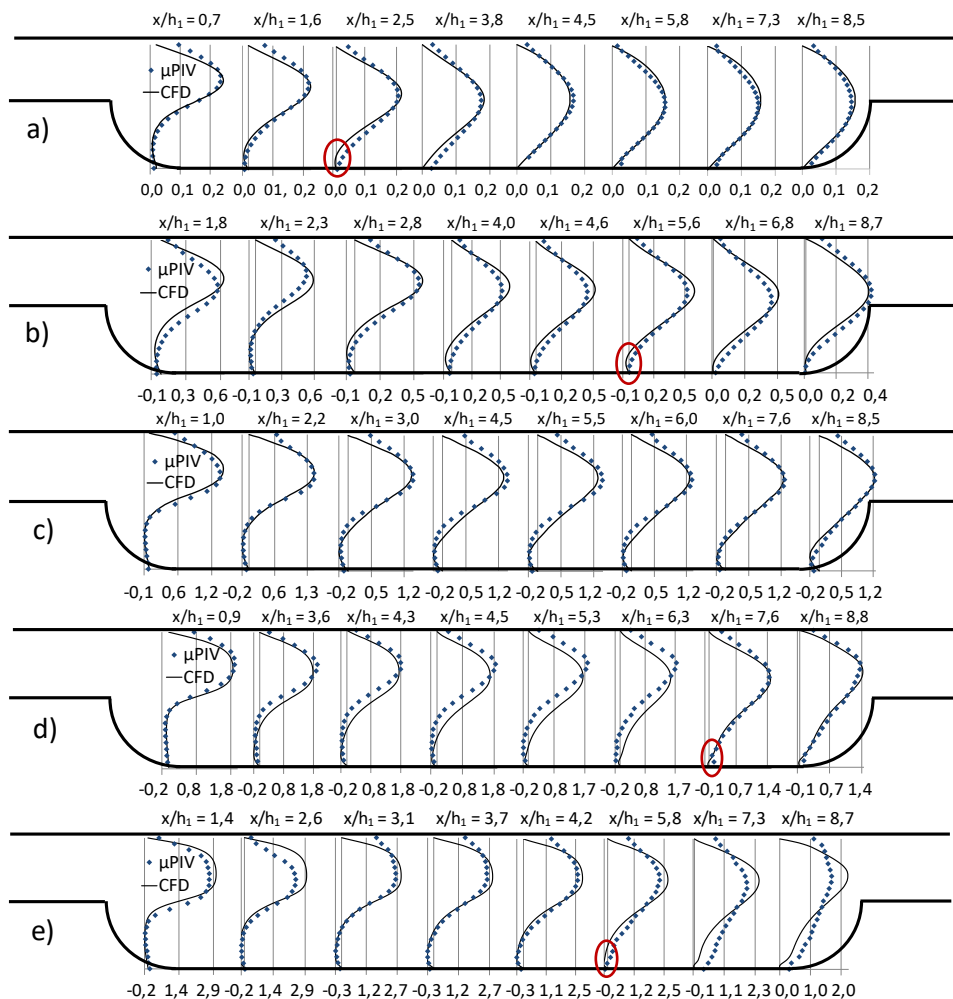 x/h1 = 0,7 x/h1 = 1,6 x/h1 = 2,5 x/h1 = 3,8 x/h1 = 4,5 x/h1 = 5,8 x/h1 = 7,3 x/h1 = 8,5
µPIV
CFD
a)
0,0 0,1 0,2 0,01 0,1 0,2 0,0 0,1 0,2 0,0 0,1 0,2 0,0 0,1 0,2 0,0 0,1 0,2 0,0 0,1 0,2 0,0 0,1 0,2
x/h1 = 1,8 x/h1 = 2,3 x/h1 = 2,8 x/h1 = 4,0 x/h1 = 4,6 x/h1 = 5,6 x/h1 = 6,8 x/h1 = 8,7
µPIV
CFD
b)
-0,1 0,3 0,6 -0,1 0,3 0,6 -0,1 0,2 0,5 -0,1 0,2 0,5 -0,1 0,2 0,5 -0,1 0,2 0,5 0,0 0,2 0,5 0,0 0,2 0,4
x/h1 = 1,0 x/h1 = 2,2 x/h1 = 3,0 x/h1 = 4,5 x/h1 = 5,5 x/h1 = 6,0 x/h1 = 7,6 x/h1 = 8,5
µPIV
CFD
c)
-0,1 0,6 1,2 -0,2 0,6 1,3 -0,2 0,5 1,2 -0,2 0,5 1,2 -0,2 0,5 1,2 -0,2 0,5 1,2 -0,2 0,5 1,2 -0,2 0,5 1,2
x/h1 = 0,9 x/h1 = 3,6 x/h1 = 4,3 x/h1 = 4,5 x/h1 = 5,3 x/h1 = 6,3 x/h1 = 7,6 x/h1 = 8,8
µPIV
CFD
d)
-0,2 0,8 1,8 -0,2 0,8 1,8 -0,2 0,8 1,8 -0,2 0,8 1,8 -0,2 0,8 1,8 -0,2 0,8 1,7 -0,1 0,7 1,4 -0,1 0,7 1,4
x/h1 = 1,4 x/h1 = 2,6 x/h1 = 3,1 x/h1 = 3,7 x/h1 = 4,2 x/h1 = 5,8 x/h1 = 7,3 x/h1 = 8,7
µPIV
CFD
e)
-0,2 1,4 2,9 -0,2 1,4 2,9 -0,3 1,2 2,7 -0,3 1,2 2,7 -0,3 1,1 2,5 -0,2 1,2 2,6 -0,1 1,1 2,3 0,0 1,0 2,0